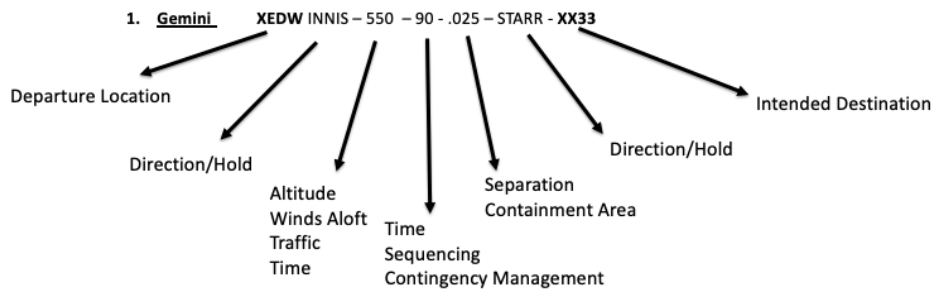 1. Gemini XEDW INNIS – 550 – 90 - .025 – STARR - XX33
Departure Location
Intended Destination
Direction/Hold
Direction/Hold
Altitude
Winds Aloft
Traffic
Time
Time
Sequencing
Contingency Management
Separation
Containment Area